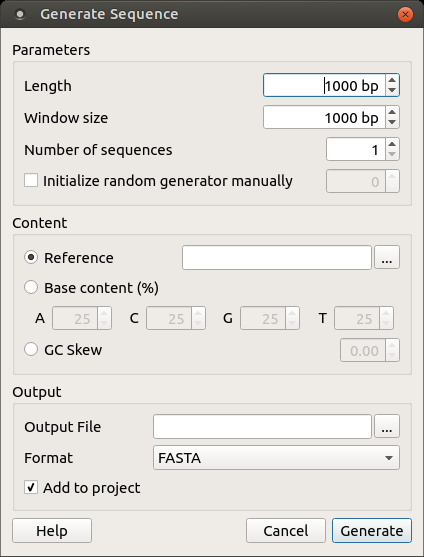 Generate Sequence
Parameters
Length 1000 bp
Window size 1000 bp
Number of sequences 1
Initialize random generator manually 0
Content
Reference ...
Base content (%)
A 25 C 25 G 25 T 25
GC Skew 0.00
Output
Output File ...
Format FASTA
Add to project
Help Cancel Generate